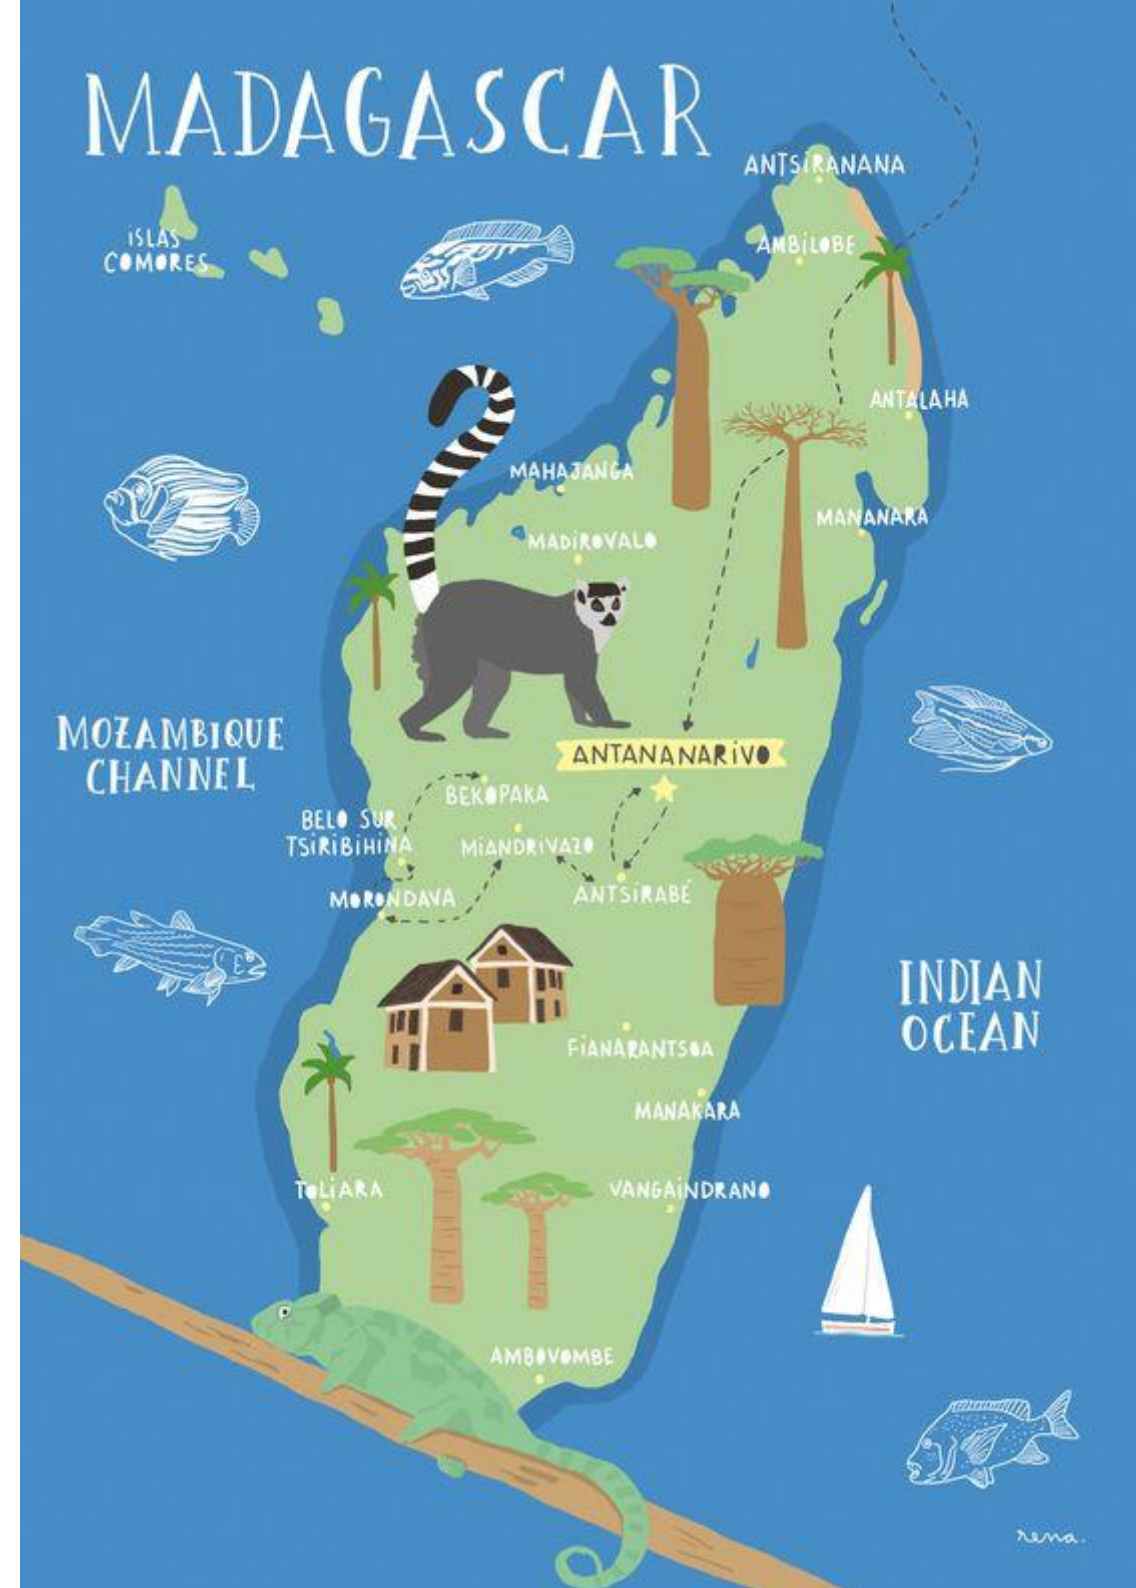 MADAGASCAR
ANTSiRANANA
ISLAS
COMORES
AMBiLOBE
ANTALAHA
MAHAJANGA
MANANARA
MADiROVALO
MOZAMBIQUE
CHANNEL
ANTANANARiVO
BEKOPAKA
BELO SUR
TSiRiBiHiNA
MiANDRiVAZO
MORONDAVA
ANTSiRABÉ
INDIAN
OCEAN
FiANARANTSOA
MANAKARA
TOLiARA
VANGAiNDRANO
AMBOVOMBE
rena.